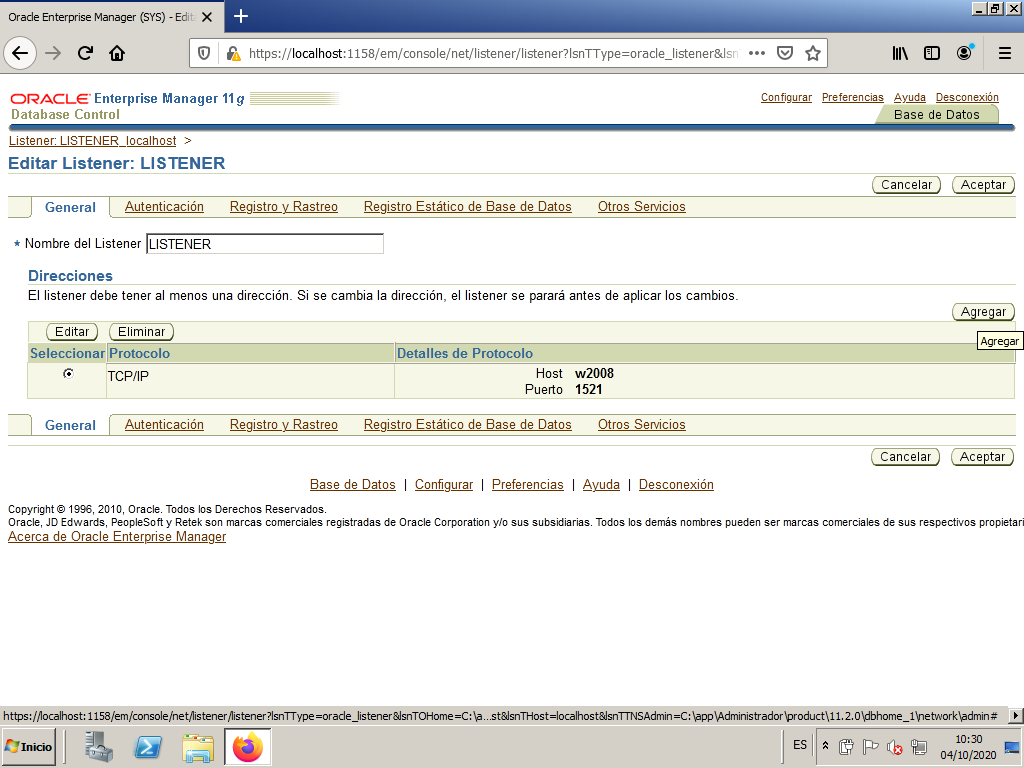 Oracle Enterprise Manager (SYS) - Edit
https://localhost:1158/em/console/net/listener/listener?lsnTType=oracle_listener&lsn
ORACLE Enterprise Manager 11g
Database Control
Configurar Preferencias Ayuda Desconexión
Base de Datos
Listener: LISTENER_localhost >
Editar Listener: LISTENER
Cancelar Aceptar
General Autenticación Registro y Rastreo Registro Estático de Base de Datos Otros Servicios
* Nombre del Listener LISTENER
Direcciones
El listener debe tener al menos una dirección. Si se cambia la dirección, el listener se parará antes de aplicar los cambios.
Agregar
Editar Eliminar
Agregar
Seleccionar Protocolo Detalles de Protocolo
TCP/IP Host w2008
Puerto 1521
General Autenticación Registro y Rastreo Registro Estático de Base de Datos Otros Servicios
Cancelar Aceptar
Base de Datos | Configurar | Preferencias | Ayuda | Desconexión
Copyright © 1996, 2010, Oracle. Todos los Derechos Reservados.
Oracle, JD Edwards, PeopleSoft y Retek son marcas comerciales registradas de Oracle Corporation y/o sus subsidiarias. Todos los demás nombres pueden ser marcas comerciales de sus respectivos propietari
Acerca de Oracle Enterprise Manager
https://localhost:1158/em/console/net/listener/listener?lsnTType=oracle_listener&lsnTOHome=C:\a...st&lsnTHost=localhost&lsnTTNSAdmin=C:\app\Administrador\product\11.2.0\dbhome_1\network\admin#
Inicio
ES
10:30
04/10/2020